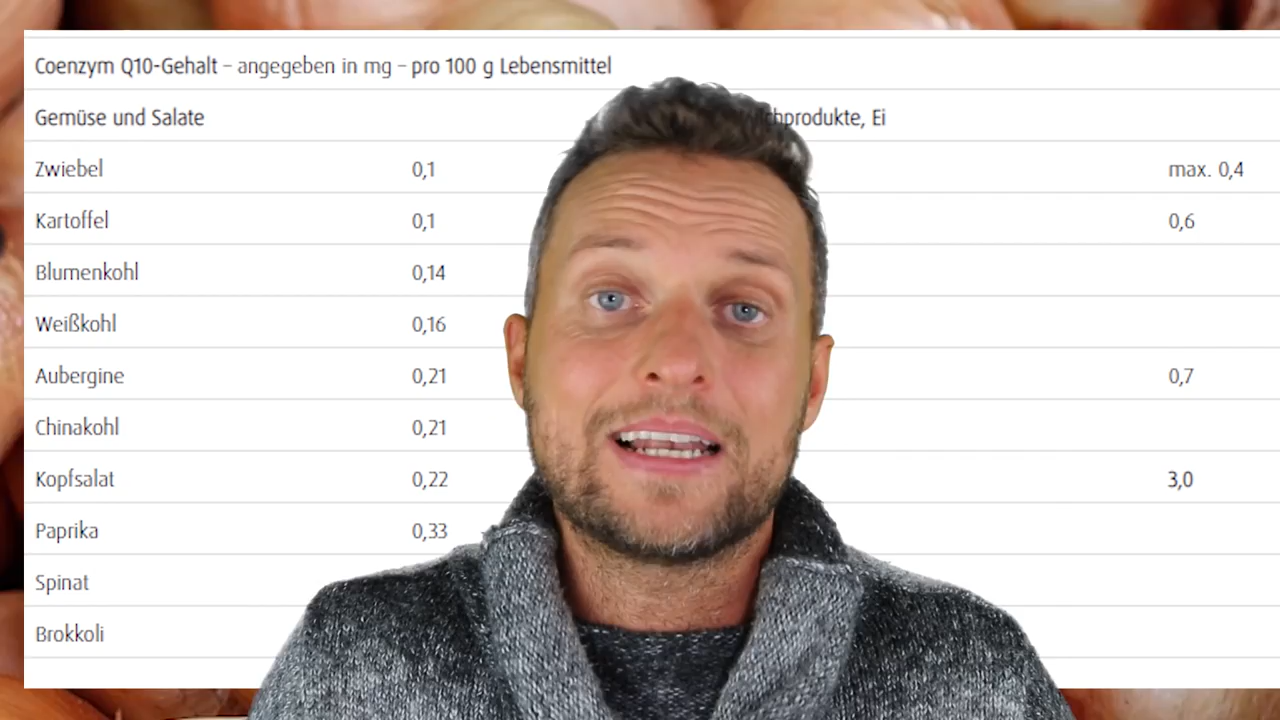 Coenzym Q10-Gehalt – angegeben in mg – pro 100 g Lebensmittel
Gemüse und Salate produkte, Ei
Zwiebel 0,1 max. 0,4
Kartoffel 0,1 0,6
Blumenkohl 0,14
Weißkohl 0,16
Aubergine 0,21 0,7
Chinakohl 0,21
Kopfsalat 0,22 3,0
Paprika 0,33
Spinat
Brokkoli